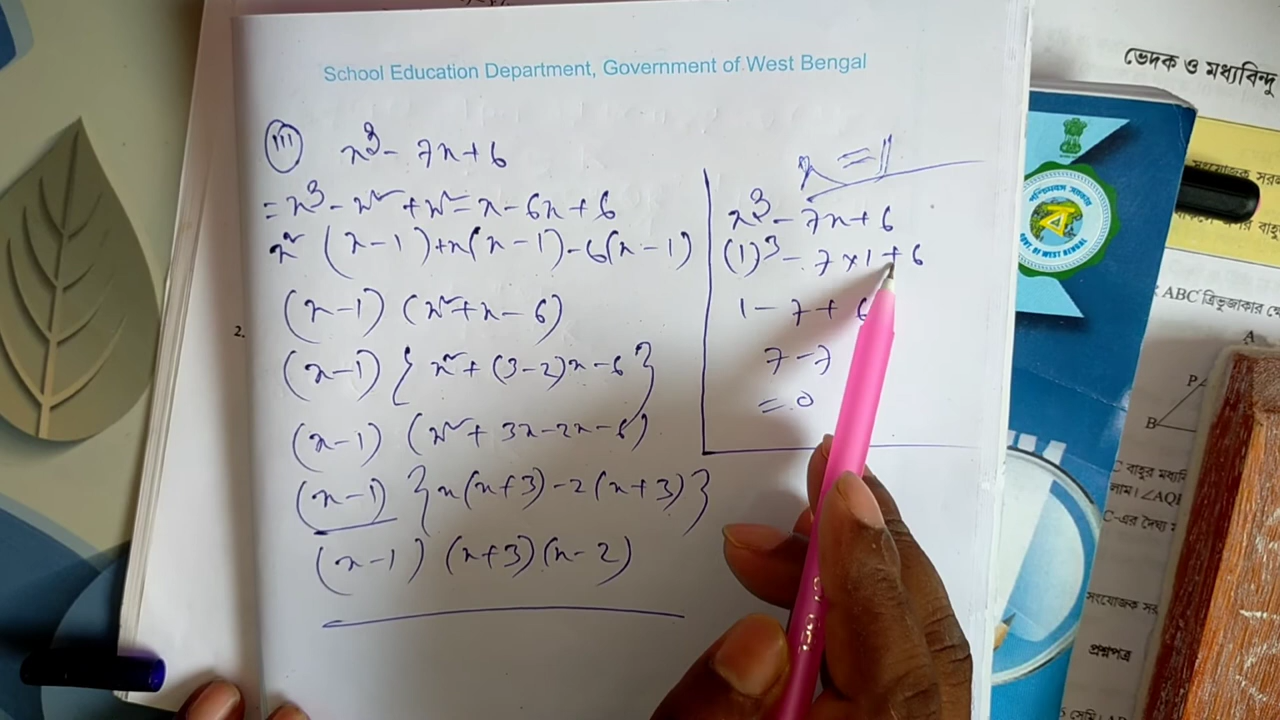 School Education Department, Government of West Bengal
(III) x³ - 7x + 6
= x³ - x² + x² - x - 6x + 6
x² (x-1) + x(x-1) - 6(x-1)
(x-1) (x² + x - 6)
(x-1) { x² + (3-2)x - 6 }
(x-1) (x² + 3x - 2x - 6)
(x-1) { x(x+3) - 2(x+3) }
(x-1) (x+3) (x-2)
x = 1
x³ - 7x + 6
(1)³ - 7×1 + 6
1 - 7 + 6
7 - 7
= 0
2.
ভেদক ও মধ্যবিন্দু
ABC ত্রিভুজাকার
A
P
B
প্রশ্নপত্র